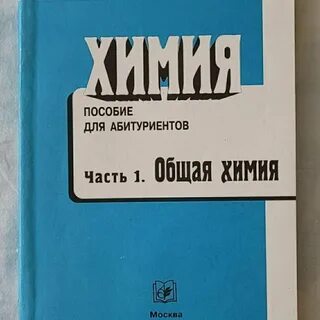 ХИМИЯ
ПОСОБИЕ
ДЛЯ АБИТУРИЕНТОВ
Часть 1. Общая химия
Москва